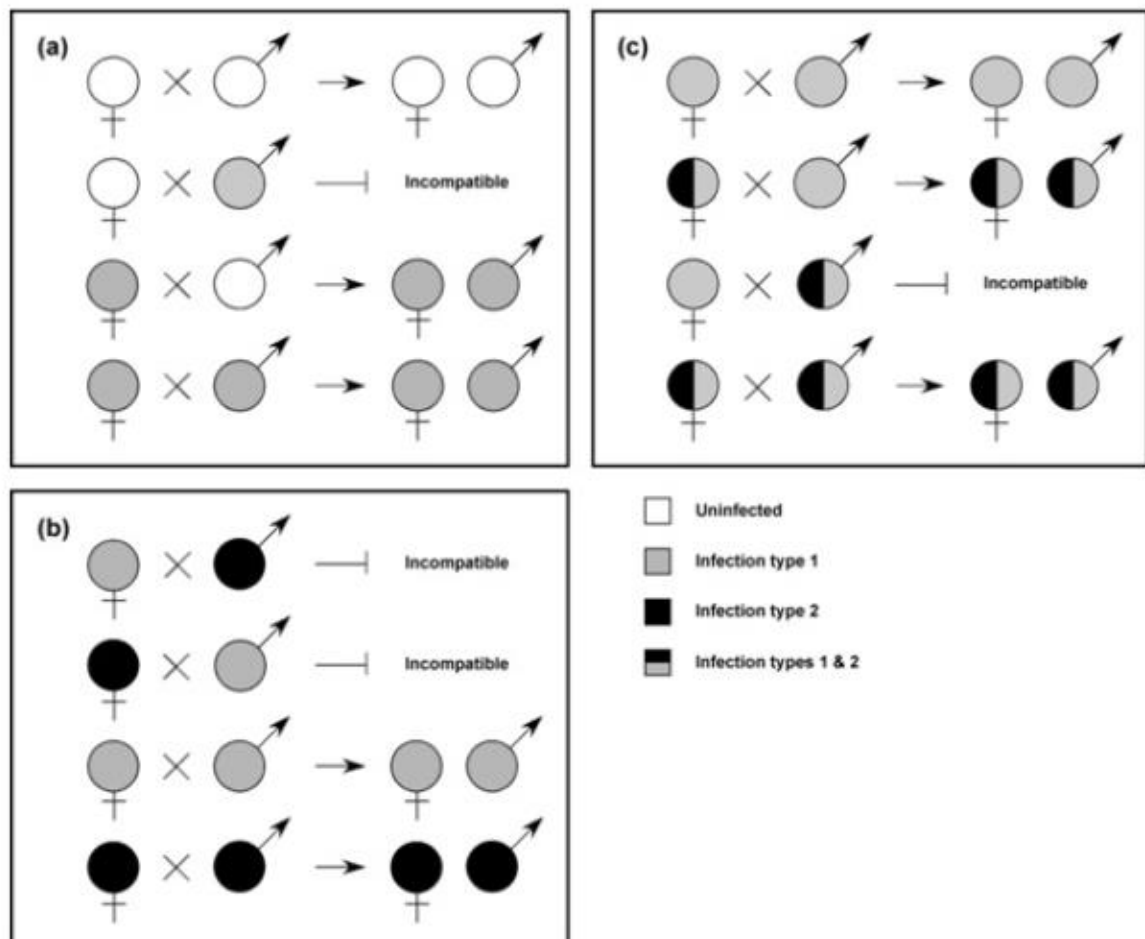 (a)
Incompatible
(b)
Incompatible
Incompatible
(c)
Incompatible
Uninfected
Infection type 1
Infection type 2
Infection types 1 & 2